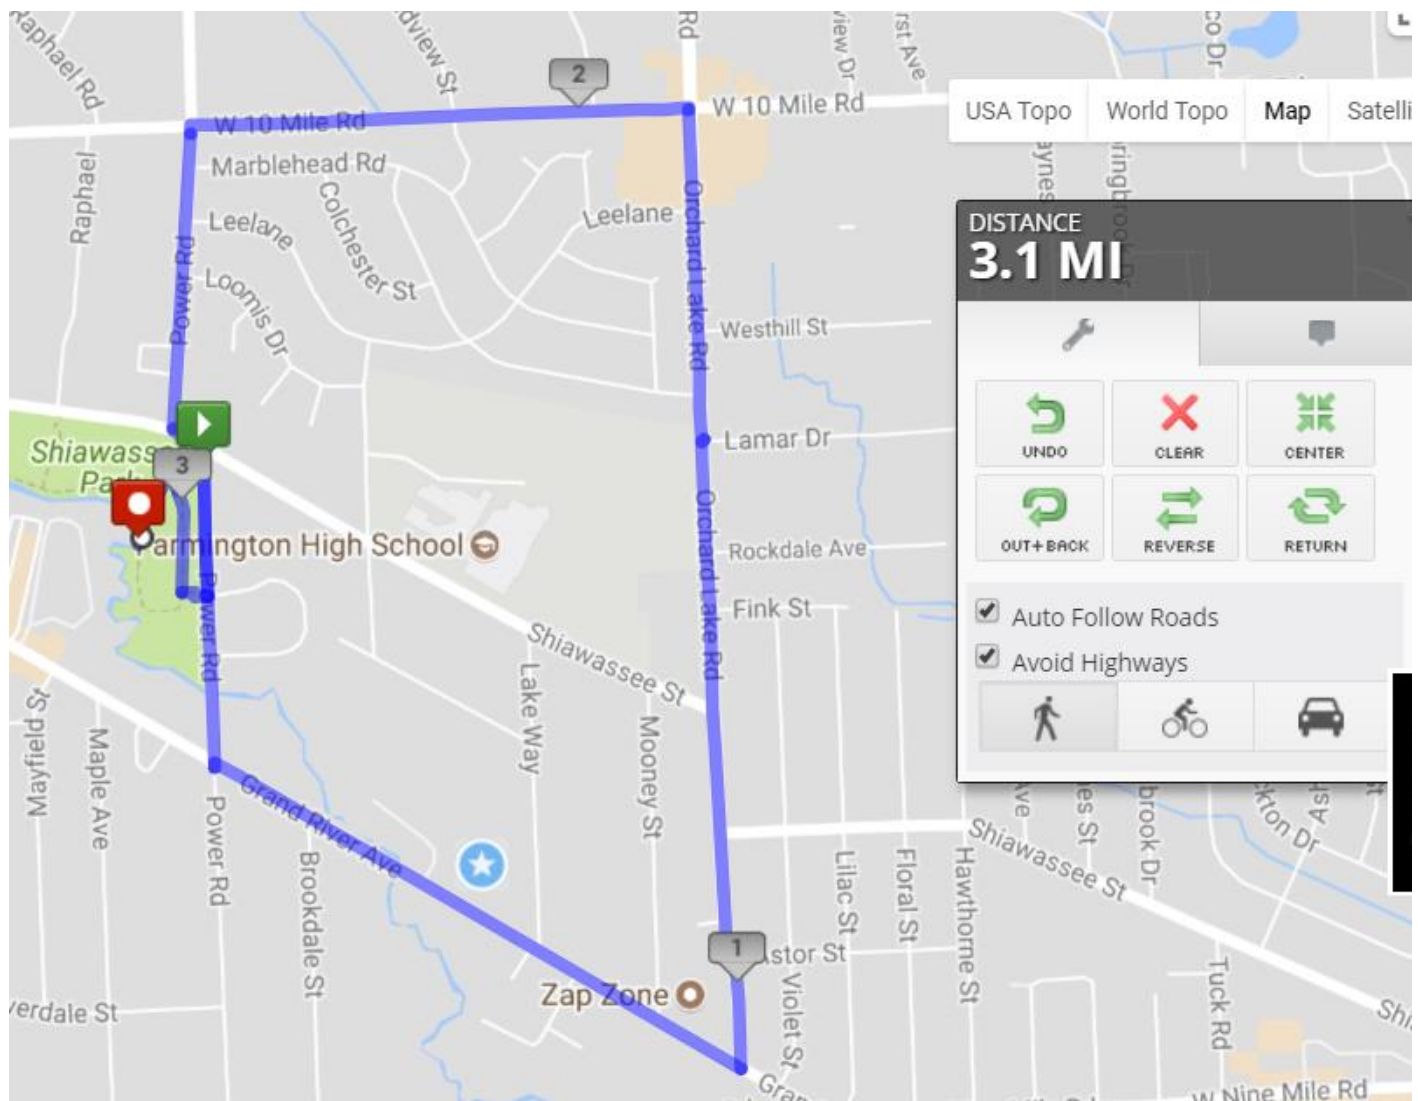 Raphael Rd
Rd
W 10 Mile Rd
2
W 10 Mile Rd
USA Topo
World Topo
Map
Marblehead Rd
Raphael
Colchester St
Leelane
Leelane
DISTANCE
3.1 MI
Power Rd
Loomis Dr
Orchard Lake Rd
Westhill St
Lamar Dr
UNDO
CLEAR
CENTER
3
Farmington High School
Orchard Lake Rd
Rockdale Ave
OUT+BACK
REVERSE
RETURN
Power Rd
Fink St
Auto Follow Roads
Shiawassee St
Avoid Highways
Mayfield St
Maple Ave
Lake Way
Mooney St
Power Rd
Grand River Ave
Brookdale St
Lilac St
Floral St
Hawthorne St
Shiawassee St
1
Zap Zone
Violet St
Tuck Rd
W Nine Mile Rd